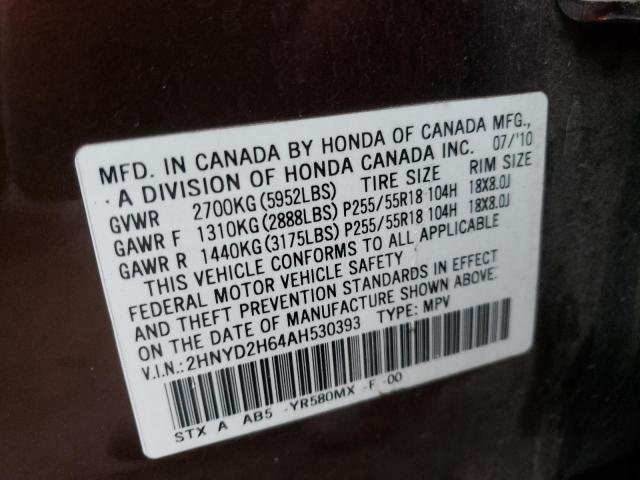 MFD. IN CANADA BY HONDA OF CANADA MFG.,
A DIVISION OF HONDA CANADA INC. 07/'10
GVWR 2700KG(5952LBS) TIRE SIZE RIM SIZE
GAWR F 1310KG(2888LBS) P255/55R18 104H 18X8.0J
GAWR R 1440KG(3175LBS) P255/55R18 104H 18X8.0J
THIS VEHICLE CONFORMS TO ALL APPLICABLE
FEDERAL MOTOR VEHICLE SAFETY
AND THEFT PREVENTION STANDARDS IN EFFECT
ON THE DATE OF MANUFACTURE SHOWN ABOVE.
V.I.N.: 2HNYD2H64AH530393 TYPE: MPV
STX A AB5 -YR580MX -F -00